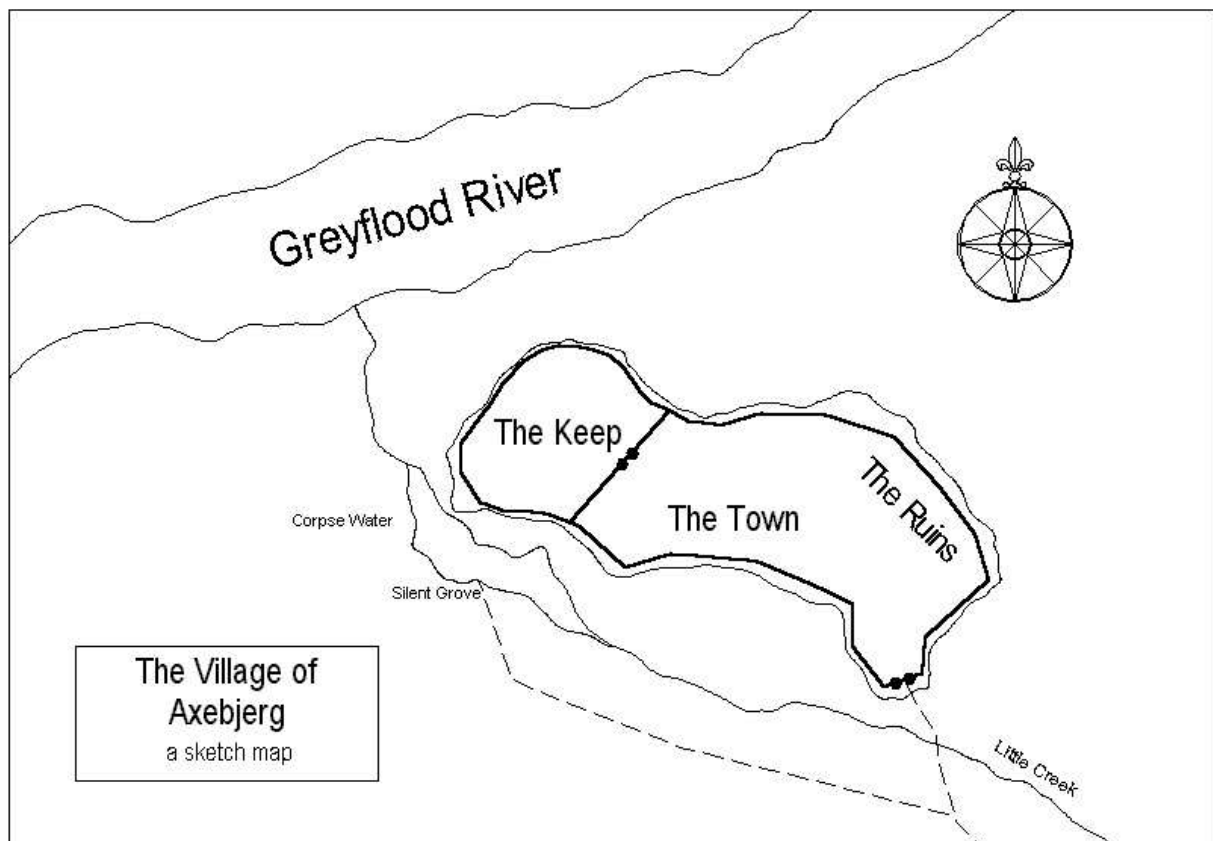 Greyflood River
The Keep
The Town
The Ruins
Corpse Water
Silent Grove
Little Creek
The Village of
Axebjerg
a sketch map